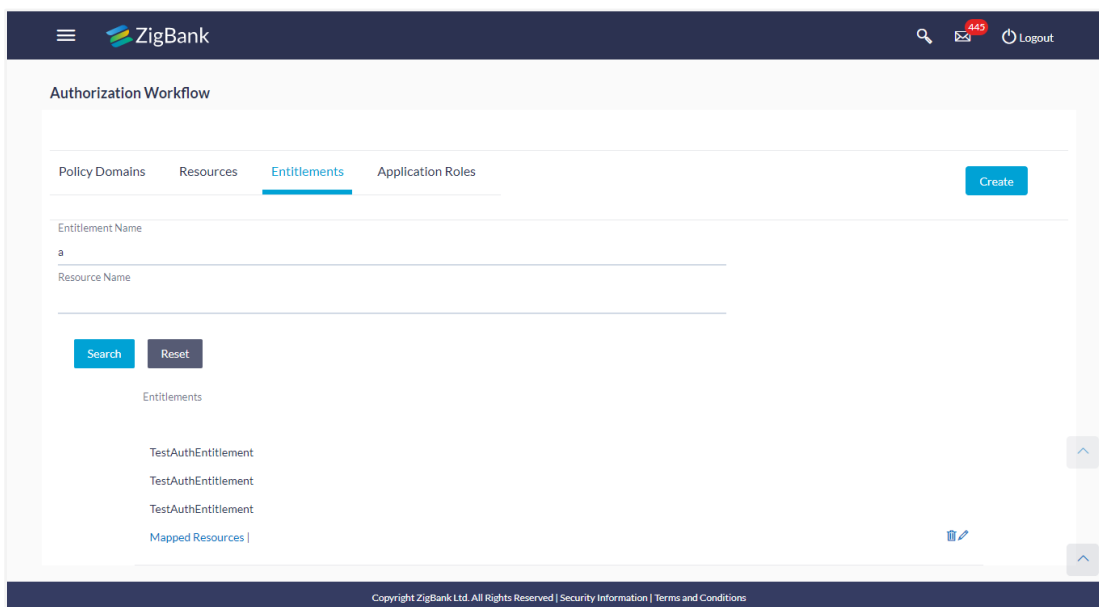 ZigBank
445
Logout
Authorization Workflow
Policy Domains Resources Entitlements Application Roles
Create
Entitlement Name
a
Resource Name
Search Reset
Entitlements
TestAuthEntitlement
TestAuthEntitlement
TestAuthEntitlement
Mapped Resources |
Copyright ZigBank Ltd. All Rights Reserved | Security Information | Terms and Conditions